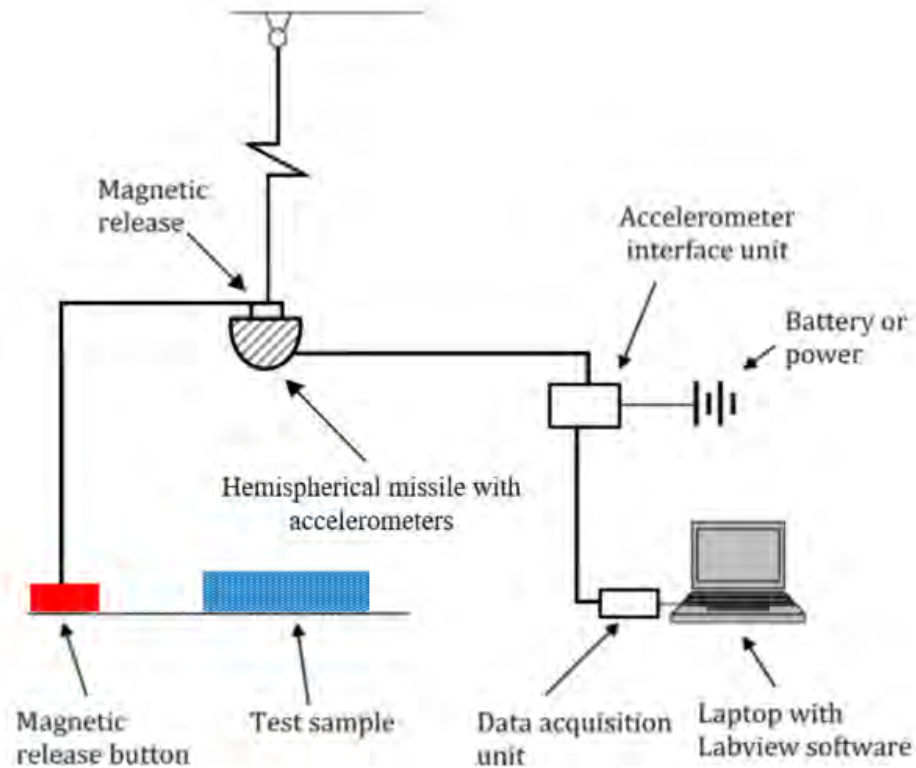 Magnetic
release
Accelerometer
interface unit
Battery or
power
Hemispherical missile with
accelerometers
Magnetic
release button
Test sample
Data acquisition
unit
Laptop with
Labview software